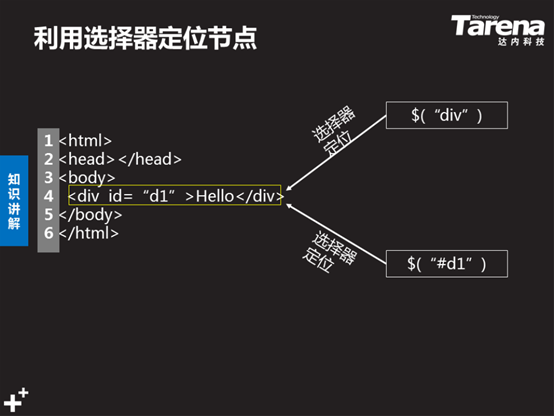 利用选择器定位节点
Technology
Tarena
达内科技
知识讲解
1 <html>
2 <head></head>
3 <body>
4 <div id=“d1”>Hello</div>
5 </body>
6 </html>
选择器
定位
$(“div”)
选择器
定位
$(“#d1”)